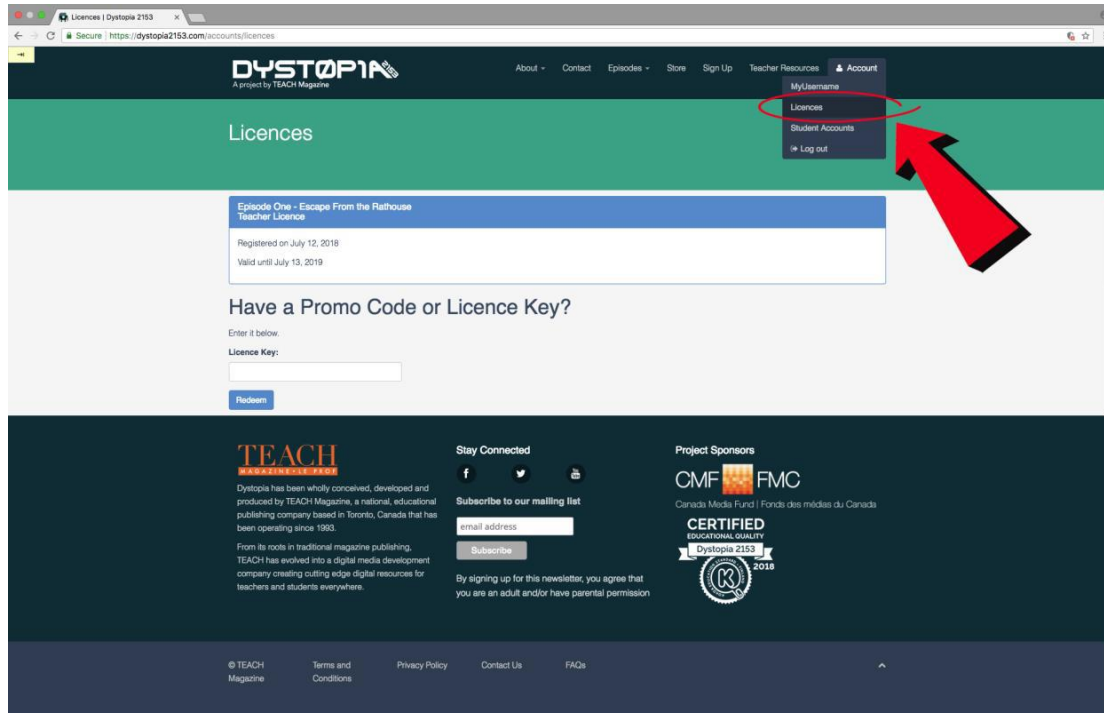 Licences | Dystopia 2153
Secure | https://dystopia2153.com/accounts/licences
DYSTOPIA
A project by TEACH Magazine
About
Contact
Episodes
Store
Sign Up
Teacher Resources
Account
MyUsername
Licences
Student Accounts
Log out
Licences
Episode One - Escape From the Rathouse
Teacher Licence
Registered on July 12, 2018
Valid until July 13, 2019
Have a Promo Code or Licence Key?
Enter it below.
Licence Key:
Redeem
TEACH
MAGAZINE • LE PROF
Dystopia has been wholly conceived, developed and
produced by TEACH Magazine, a national, educational
publishing company based in Toronto, Canada that has
been operating since 1993.
From its roots in traditional magazine publishing,
TEACH has evolved into a digital media development
company creating cutting edge digital resources for
teachers and students everywhere.
Stay Connected
Subscribe to our mailing list
email address
Subscribe
By signing up for this newsletter, you agree that
you are an adult and/or have parental permission
Project Sponsors
CMF FMC
Canada Media Fund | Fonds des médias du Canada
CERTIFIED
EDUCATIONAL QUALITY
Dystopia 2153
2018
K
© TEACH
Magazine
Terms and
Conditions
Privacy Policy
Contact Us
FAQs